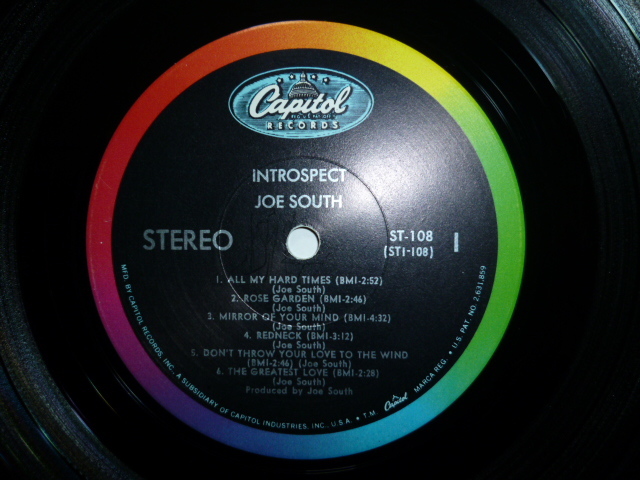 Capitol
RECORDS
INTROSPECT
JOE SOUTH
STEREO
ST-108
(ST1-108)
1
1. ALL MY HARD TIMES (BMI-2:52)
(Joe South)
2. ROSE GARDEN (BMI-2:46)
(Joe South)
3. MIRROR OF YOUR MIND (BMI-4:32)
(Joe South)
4. REDNECK (BMI-3:12)
(Joe South)
5. DON'T THROW YOUR LOVE TO THE WIND
(BMI-2:46) (Joe South)
6. THE GREATEST LOVE (BMI-2:28)
(Joe South)
Produced by Joe South
MFD. BY CAPITOL RECORDS, INC., A SUBSIDIARY OF CAPITOL INDUSTRIES, INC., U.S.A. • T.M. Capitol MARCA REG. • U.S. PAT. NO. 2,631,859